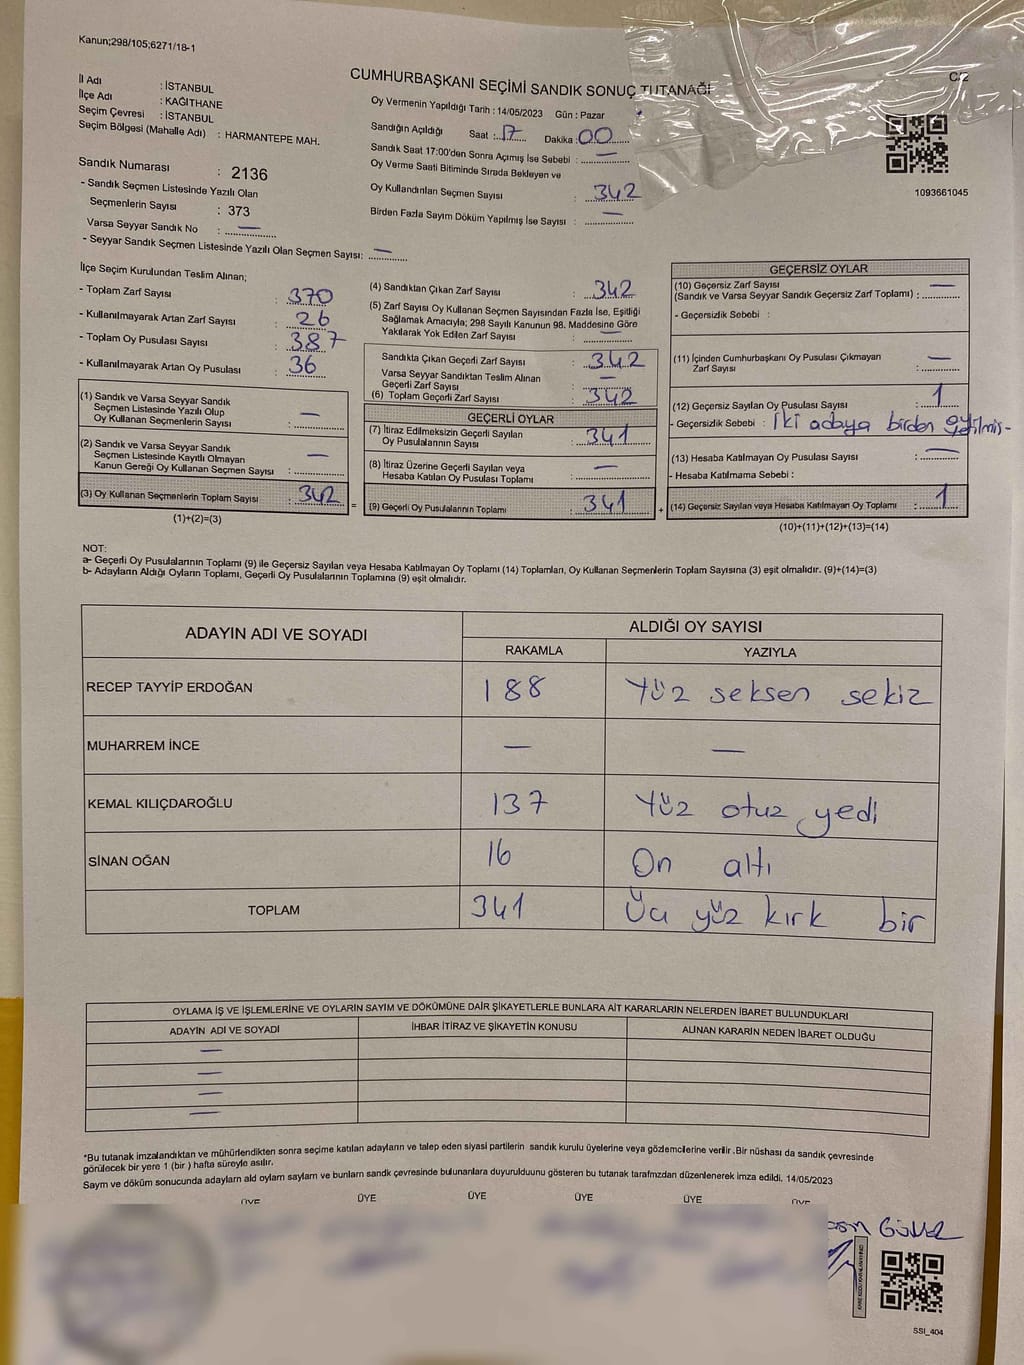 Kanun;298/105;6271/18-1
CUMHURBAŞKANI SEÇİMİ SANDIK SONUÇ TUTANAĞI
C/2
İl Adı : İSTANBUL
İlçe Adı : KAĞITHANE
Seçim Çevresi : İSTANBUL
Seçim Bölgesi (Mahalle Adı) : HARMANTEPE MAH.
Sandık Numarası : 2136
- Sandık Seçmen Listesinde Yazılı Olan
Seçmenlerin Sayısı : 373
Varsa Seyyar Sandık No : —
- Seyyar Sandık Seçmen Listesinde Yazılı Olan Seçmen Sayısı: —
Oy Vermenin Yapıldığı Tarih : 14/05/2023 Gün : Pazar
Sandığın Açıldığı Saat : 17 Dakika : 00
Sandık Saat 17:00'den Sonra Açımış İse Sebebi : —
Oy Verme Saati Bitiminde Sırada Bekleyen ve
Oy Kullandırılan Seçmen Sayısı : 342
Birden Fazla Sayım Döküm Yapılmış İse Sayısı : —
1093661045
İlçe Seçim Kurulundan Teslim Alınan;
- Toplam Zarf Sayısı : 370
- Kullanılmayarak Artan Zarf Sayısı : 26
- Toplam Oy Pusulası Sayısı : 387
- Kullanılmayarak Artan Oy Pusulası : 36
(1) Sandık ve Varsa Seyyar Sandık
Seçmen Listesinde Yazılı Olup
Oy Kullanan Seçmenlerin Sayısı : —
(2) Sandık ve Varsa Seyyar Sandık
Seçmen Listesinde Kayıtlı Olmayan
Kanun Gereği Oy Kullanan Seçmen Sayısı : —
(3) Oy Kullanan Seçmenlerin Toplam Sayısı : 342
(1)+(2)=(3)
=
(4) Sandıktan Çıkan Zarf Sayısı : 342
(5) Zarf Sayısı Oy Kullanan Seçmen Sayısından Fazla İse, Eşitliği
Sağlamak Amacıyla; 298 Sayılı Kanunun 98. Maddesine Göre
Yakılarak Yok Edilen Zarf Sayısı : —
Sandıkta Çıkan Geçerli Zarf Sayısı : 342
Varsa Seyyar Sandıktan Teslim Alınan
Geçerli Zarf Sayısı : —
(6) Toplam Geçerli Zarf Sayısı : 342
GEÇERLİ OYLAR
(7) İtiraz Edilmeksizin Geçerli Sayılan
Oy Pusulalarının Sayısı : 341
(8) İtiraz Üzerine Geçerli Sayılan veya
Hesaba Katılan Oy Pusulası Toplamı : —
(9) Geçerli Oy Pusulalarının Toplamı : 341
+
GEÇERSİZ OYLAR
(10) Geçersiz Zarf Sayısı
(Sandık ve Varsa Seyyar Sandık Geçersiz Zarf Toplamı) : —
- Geçersizlik Sebebi :
(11) İçinden Cumhurbaşkanı Oy Pusulası Çıkmayan
Zarf Sayısı : —
(12) Geçersiz Sayılan Oy Pusulası Sayısı : 1
- Geçersizlik Sebebi : İki adaya birden
(13) Hesaba Katılmayan Oy Pusulası Sayısı : —
- Hesaba Katılmama Sebebi :
(14) Geçersiz Sayılan veya Hesaba Katılmayan Oy Toplamı : 1
(10)+(11)+(12)+(13)=(14)
NOT:
a- Geçerli Oy Pusulalarının Toplamı (9) ile Geçersiz Sayılan veya Hesaba Katılmayan Oy Toplamı (14) Toplamları, Oy Kullanan Seçmenlerin Toplam Sayısına (3) eşit olmalıdır. (9)+(14)=(3)
b- Adayların Aldığı Oyların Toplamı, Geçerli Oy Pusulalarının Toplamına (9) eşit olmalıdır.
ADAYIN ADI VE SOYADI ALDIĞI OY SAYISI
RAKAMLA YAZIYLA
RECEP TAYYİP ERDOĞAN 188 Yüz seksen sekiz
MUHARREM İNCE — —
KEMAL KILIÇDAROĞLU 137 Yüz otuz yedi
SİNAN OĞAN 16 On altı
TOPLAM 341 Üç yüz kırk bir
OYLAMA İŞ VE İŞLEMLERİNE VE OYLARIN SAYIM VE DÖKÜMÜNE DAİR ŞİKAYETLERLE BUNLARA AİT KARARLARIN NELERDEN İBARET BULUNDUKLARI
ADAYIN ADI VE SOYADI İHBAR İTİRAZ VE ŞİKAYETİN KONUSU ALINAN KARARIN NEDEN İBARET OLDUĞU
—
—
—
—
*Bu tutanak imzalandıktan ve mühürlendikten sonra seçime katılan adayların ve talep eden siyasi partilerin sandık kurulu üyelerine veya gözlemcilerine verilir .Bir nüshası da sandık çevresinde
görülecek bir yere 1 (bir ) hafta süreyle asılır.
Saym ve döküm sonucunda adayların ald oylam saylam ve bunlarn sandk çevresinde bulunanlara duyurulduunu gösteren bu tutanak tarafmzdan düzenlenerek imza edildi. 14/05/2023
ÜYE ÜYE ÜYE ÜYE ÜYE ÜYE
SSI_404